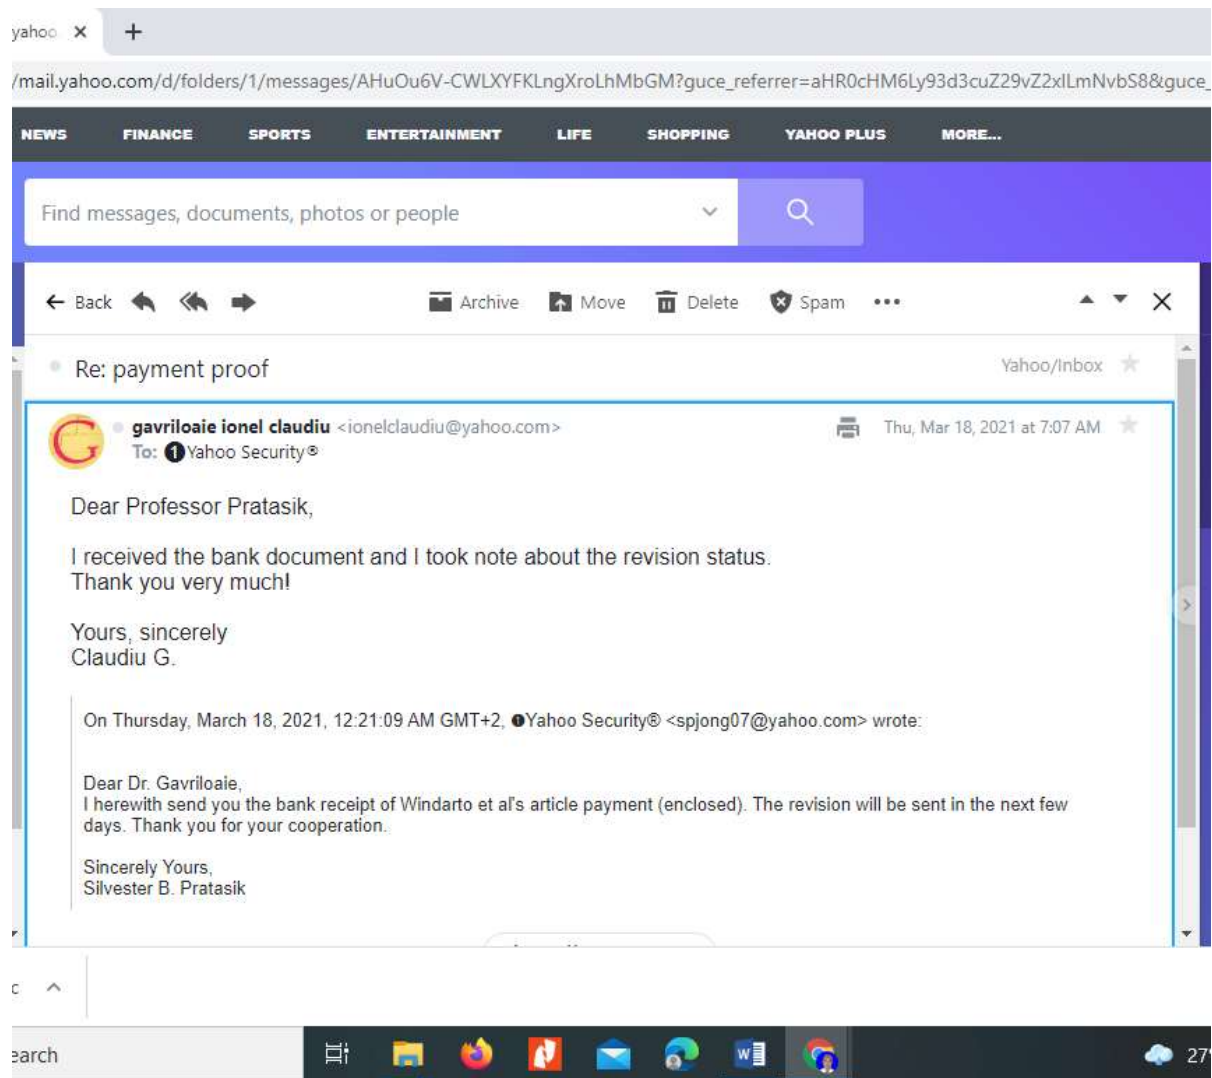 yahoo
/mail.yahoo.com/d/folders/1/messages/AHuOu6V-CWLXYFKLngXroLhMbGM?guce_referrer=aHR0cHM6Ly93d3cuZ29vZ2xlLmNvbS8&guce_
NEWS FINANCE SPORTS ENTERTAINMENT LIFE SHOPPING YAHOO PLUS MORE...
Find messages, documents, photos or people
Back Archive Move Delete Spam
Re: payment proof Yahoo/Inbox
G gavriloaie ionel claudiu <ionelclaudiu@yahoo.com> Thu, Mar 18, 2021 at 7:07 AM
To: ❶Yahoo Security®
Dear Professor Pratasik,
I received the bank document and I took note about the revision status.
Thank you very much!
Yours, sincerely
Claudiu G.
On Thursday, March 18, 2021, 12:21:09 AM GMT+2, ❶Yahoo Security® <spjong07@yahoo.com> wrote:
Dear Dr. Gavriloaie,
I herewith send you the bank receipt of Windarto et al's article payment (enclosed). The revision will be sent in the next few
days. Thank you for your cooperation.
Sincerely Yours,
Silvester B. Pratasik
c
earch 27°